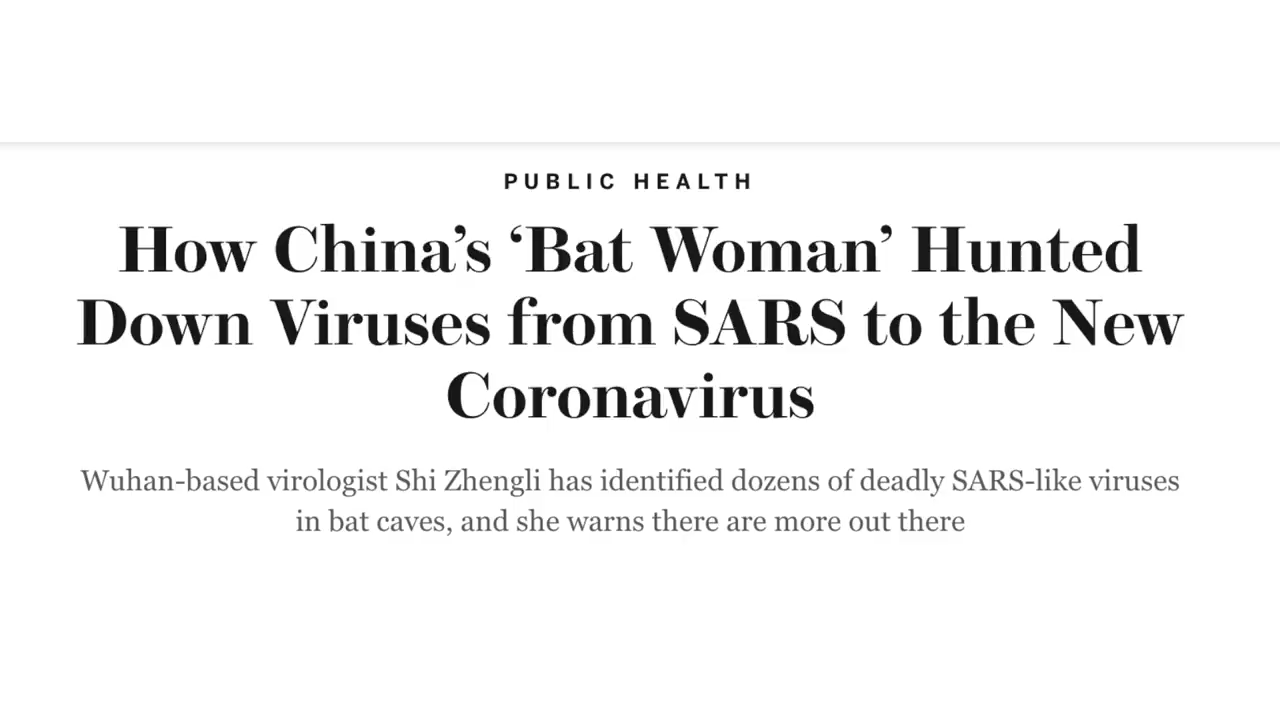 PUBLIC HEALTH
How China’s ‘Bat Woman’ Hunted
Down Viruses from SARS to the New
Coronavirus
Wuhan-based virologist Shi Zhengli has identified dozens of deadly SARS-like viruses
in bat caves, and she warns there are more out there